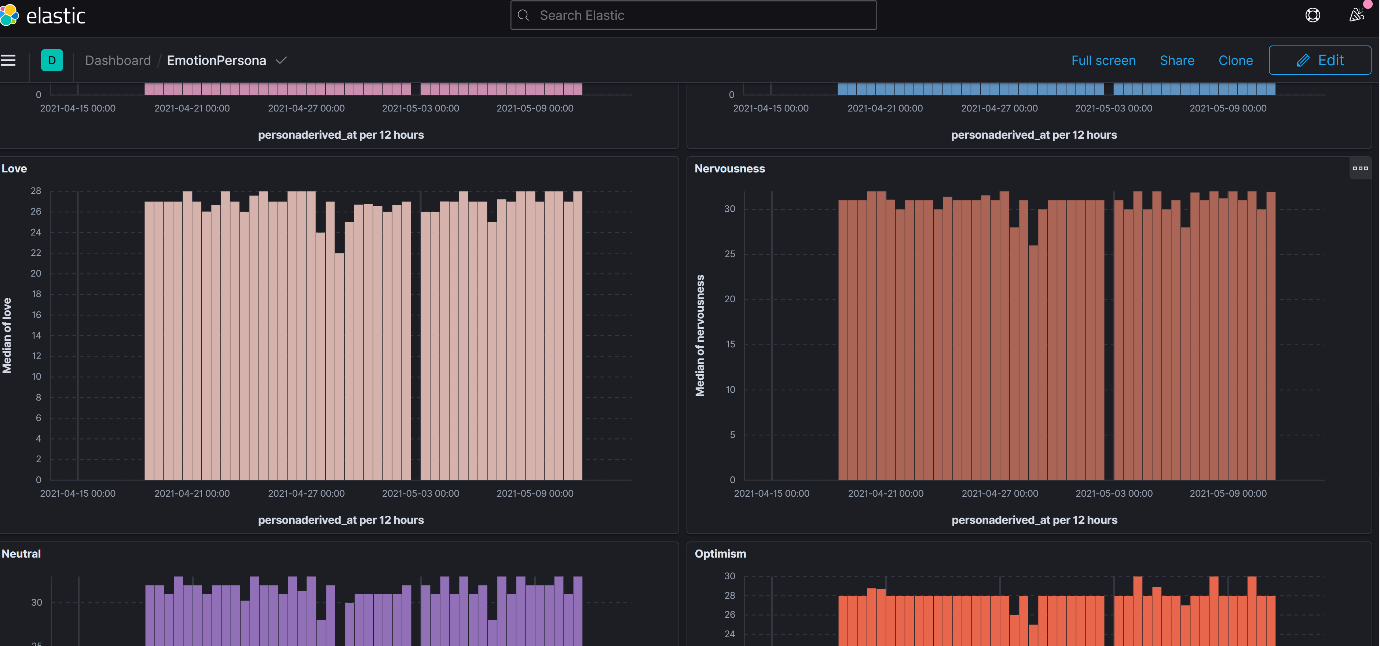 elastic
Search Elastic
D
Dashboard / EmotionPersona
Full screen
Share
Clone
Edit
0
2021-04-15 00:00 2021-04-21 00:00 2021-04-27 00:00 2021-05-03 00:00 2021-05-09 00:00
personaderived_at per 12 hours
0
2021-04-15 00:00 2021-04-21 00:00 2021-04-27 00:00 2021-05-03 00:00 2021-05-09 00:00
personaderived_at per 12 hours
Love
Median of love
28
26
24
22
20
18
16
14
12
10
8
6
4
2
0
2021-04-15 00:00 2021-04-21 00:00 2021-04-27 00:00 2021-05-03 00:00 2021-05-09 00:00
personaderived_at per 12 hours
Nervousness
Median of nervousness
30
25
20
15
10
5
0
2021-04-15 00:00 2021-04-21 00:00 2021-04-27 00:00 2021-05-03 00:00 2021-05-09 00:00
personaderived_at per 12 hours
Neutral
30
Optimism
30
28
26
24